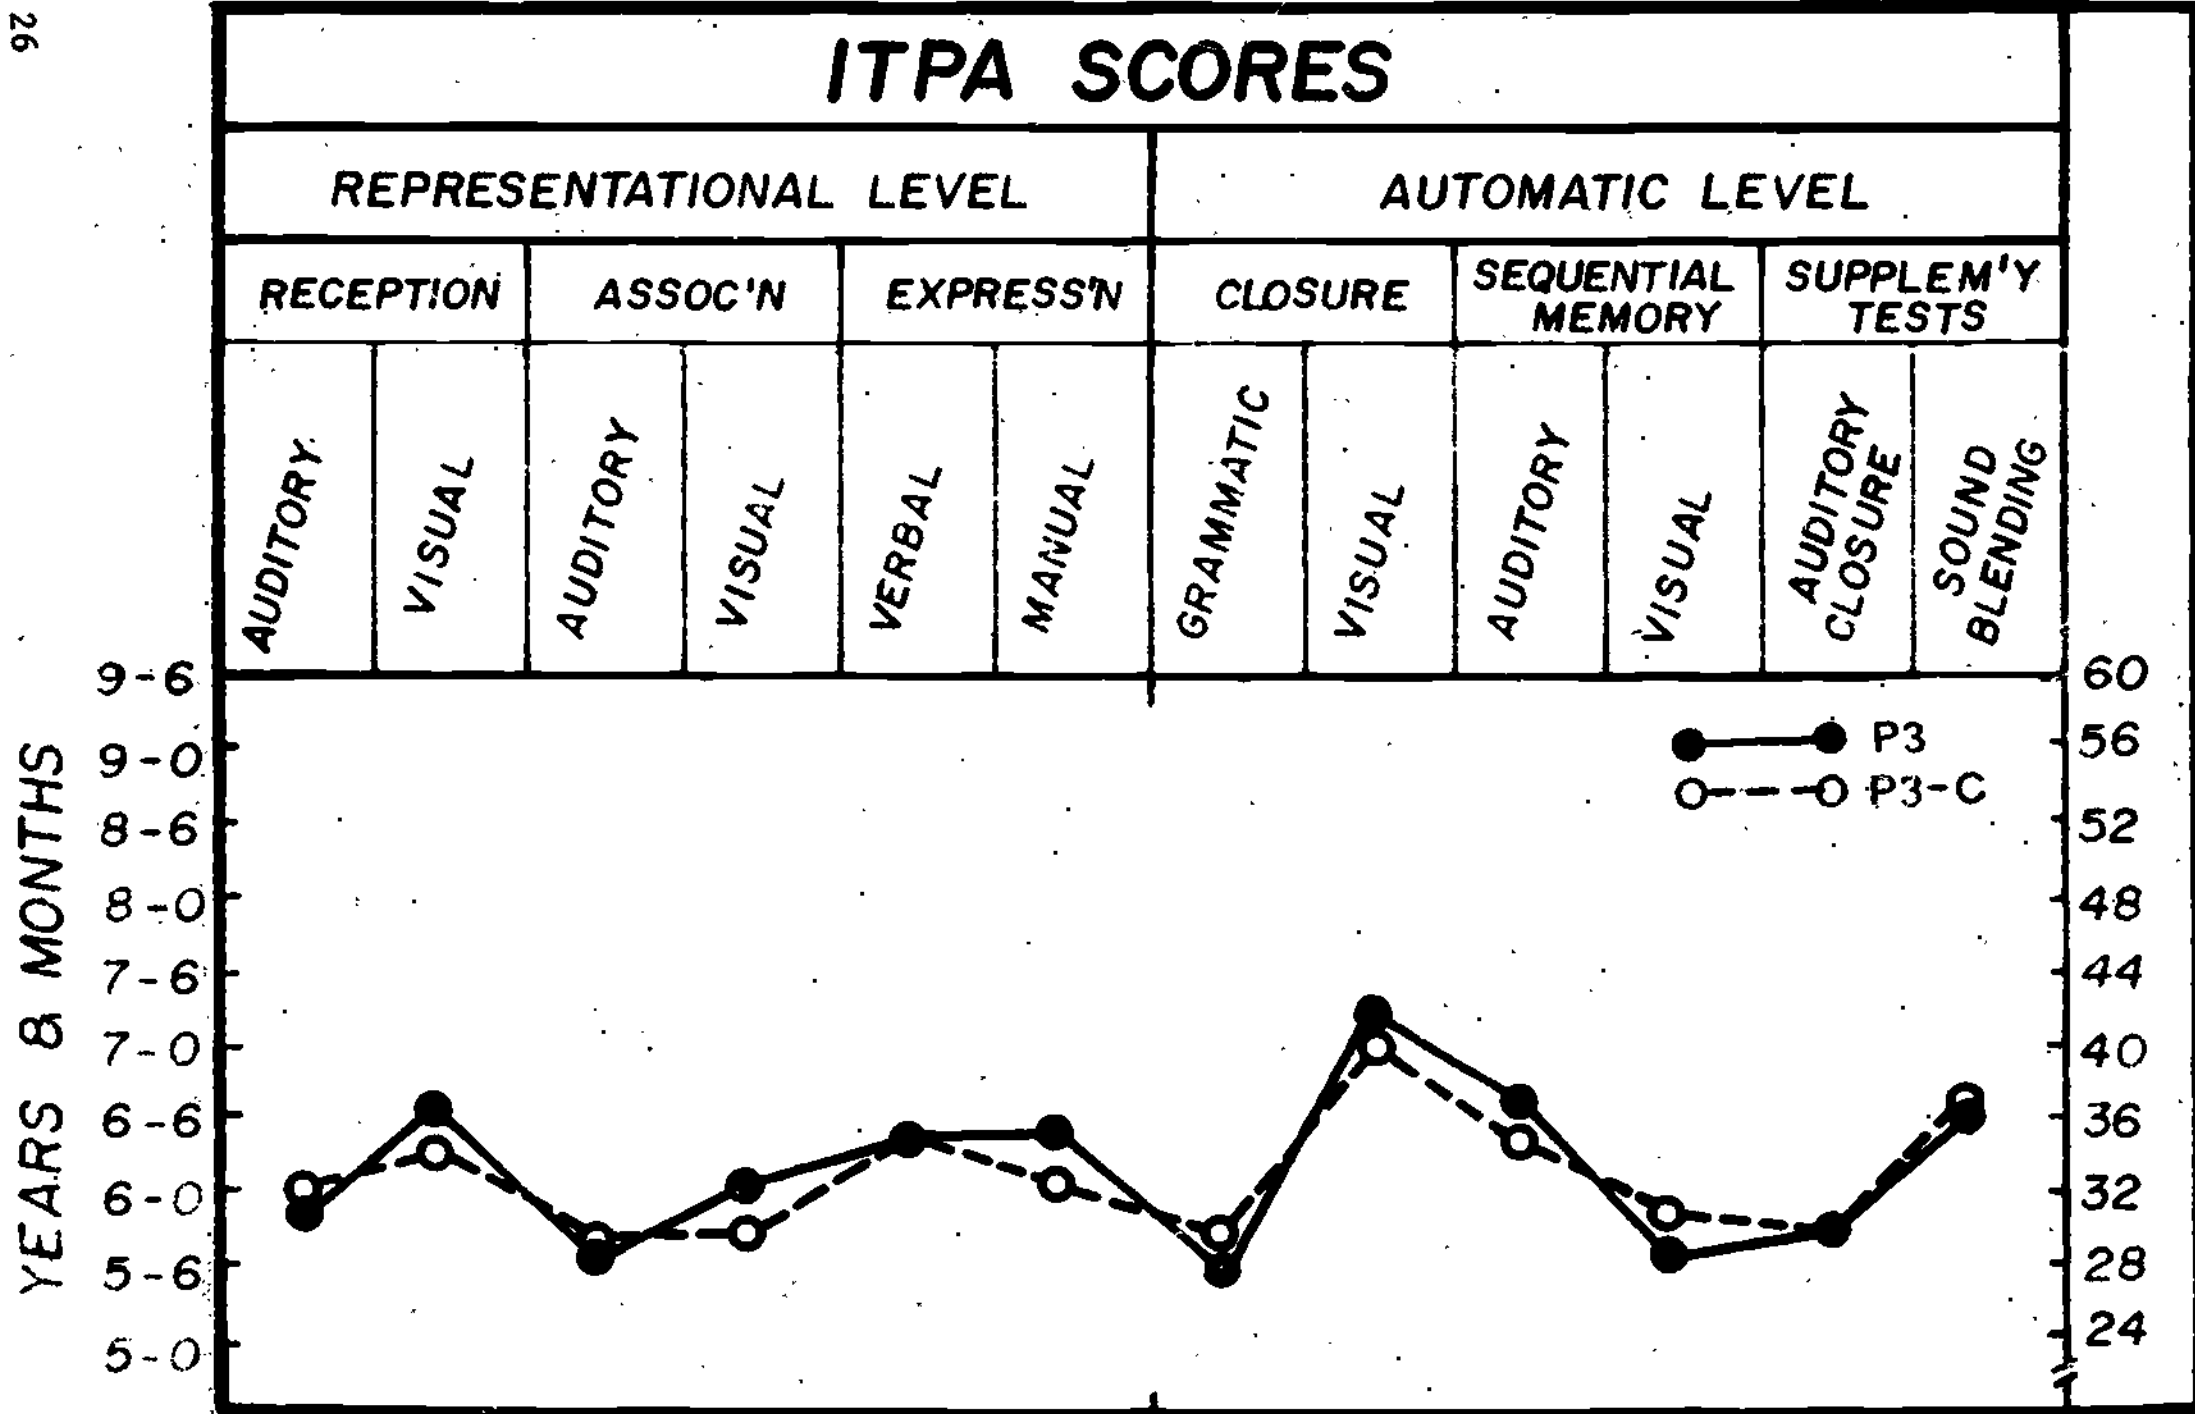 26
ITPA SCORES
REPRESENTATIONAL LEVEL
AUTOMATIC LEVEL
RECEPTION
ASSOC'N
EXPRESS'N
CLOSURE
SEQUENTIAL
MEMORY
SUPPLEM'Y
TESTS
AUDITORY
VISUAL
AUDITORY
VISUAL
VERBAL
MANUAL
GRAMMATIC
VISUAL
AUDITORY
VISUAL
AUDITORY
CLOSURE
SOUND
BLENDING
YEARS & MONTHS
9-6
9-0
8-6
8-0
7-6
7-0
6-6
6-0
5-6
5-0
P3
P3-C
60
56
52
48
44
40
36
32
28
24